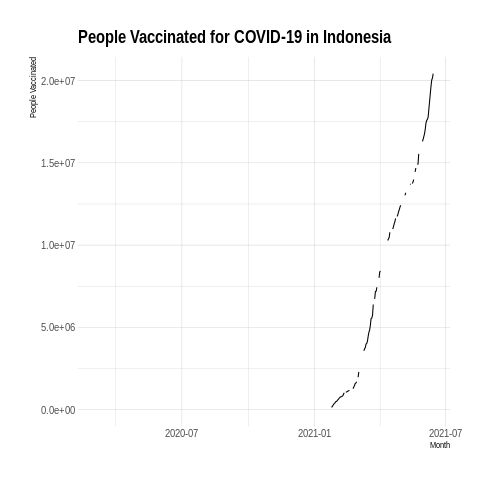 People Vaccinated for COVID-19 in Indonesia
People Vaccinated
2.0e+07
1.5e+07
1.0e+07
5.0e+06
0.0e+00
2020-07
2021-01
2021-07
Month